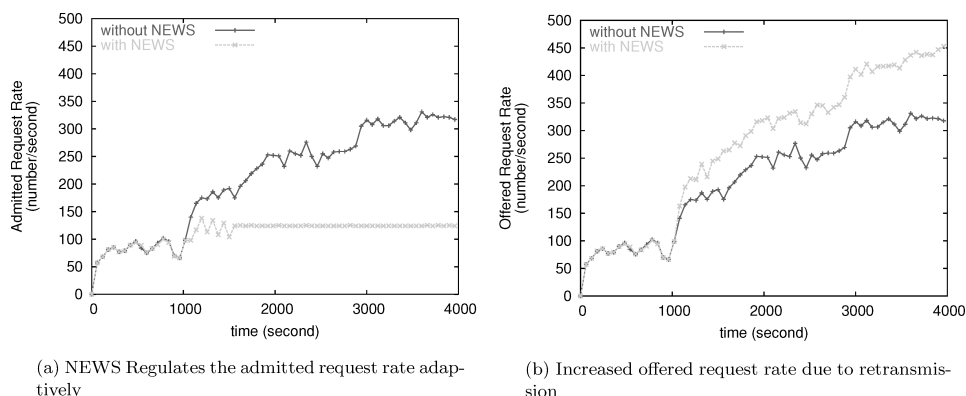 500
450
400
350
300
250
200
150
100
50
0
0 1000 2000 3000 4000
Admitted Request Rate
(number/second)
time (second)
without NEWS
with NEWS
(a) NEWS Regulates the admitted request rate adap-
tively
500
450
400
350
300
250
200
150
100
50
0
0 1000 2000 3000 4000
Offered Request Rate
(number/second)
time (second)
without NEWS
with NEWS
(b) Increased offered request rate due to retransmis-
sion